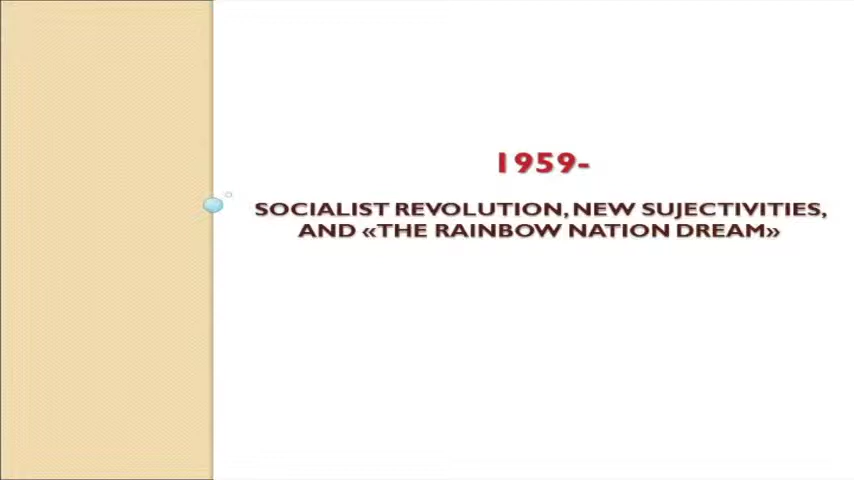 1959-
SOCIALIST REVOLUTION, NEW SUJECTIVITIES,
AND «THE RAINBOW NATION DREAM»